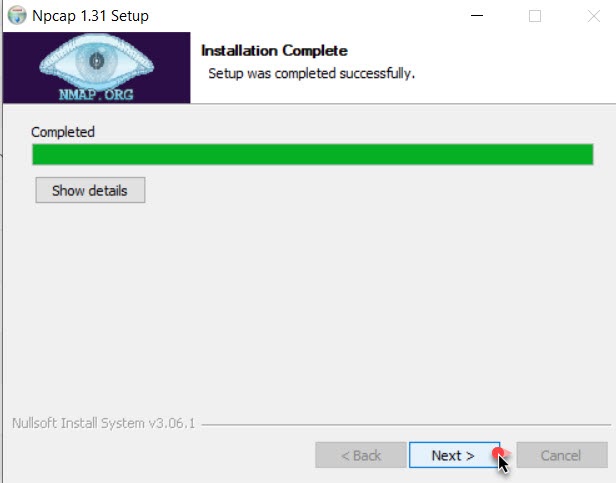 Npcap 1.31 Setup
NMAP.ORG
Installation Complete
Setup was completed successfully.
Completed
Show details
Nullsoft Install System v3.06.1
< Back
Next >
Cancel